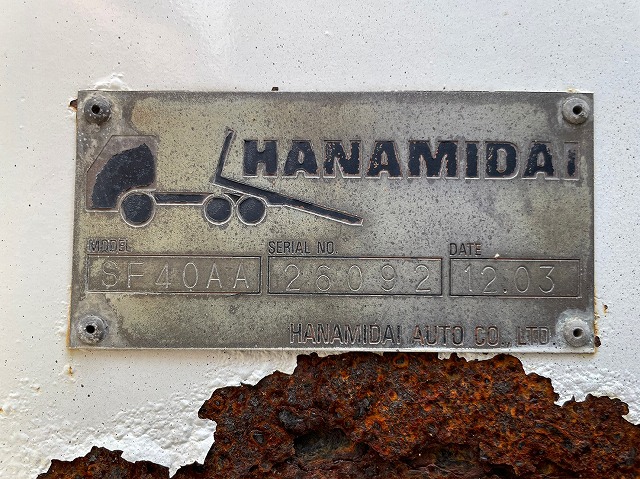 HANAMIDAI
MODEL SERIAL NO. DATE
SF40AA 26092 12.03
HANAMIDAI AUTO CO., LTD.